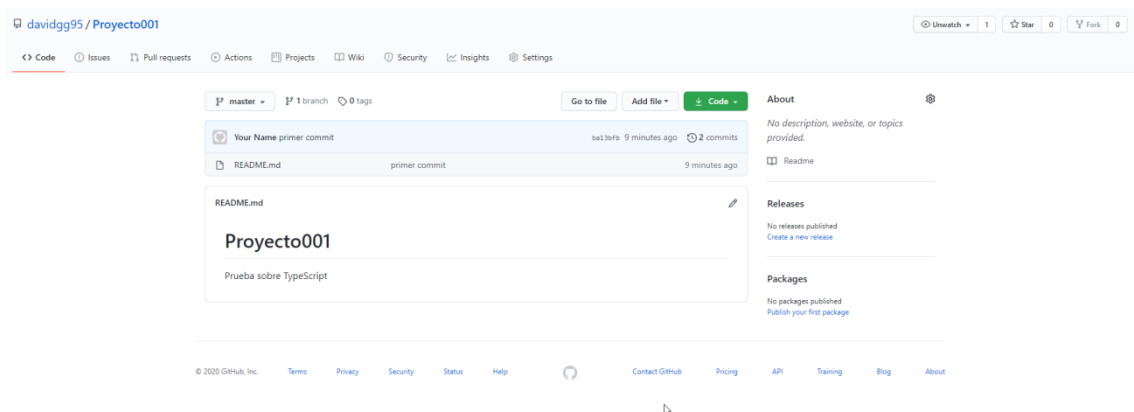 davidgg95 / Proyecto001
Unwatch 1 Star 0 Fork 0
Code Issues Pull requests Actions Projects Wiki Security Insights Settings
master 1 branch 0 tags Go to file Add file Code
Your Name primer commit ba13bfb 9 minutes ago 2 commits
README.md primer commit 9 minutes ago
README.md
Proyecto001
Prueba sobre TypeScript
About
No description, website, or topics
provided.
Readme
Releases
No releases published
Create a new release
Packages
No packages published
Publish your first package
© 2020 GitHub, Inc. Terms Privacy Security Status Help Contact GitHub Pricing API Training Blog About